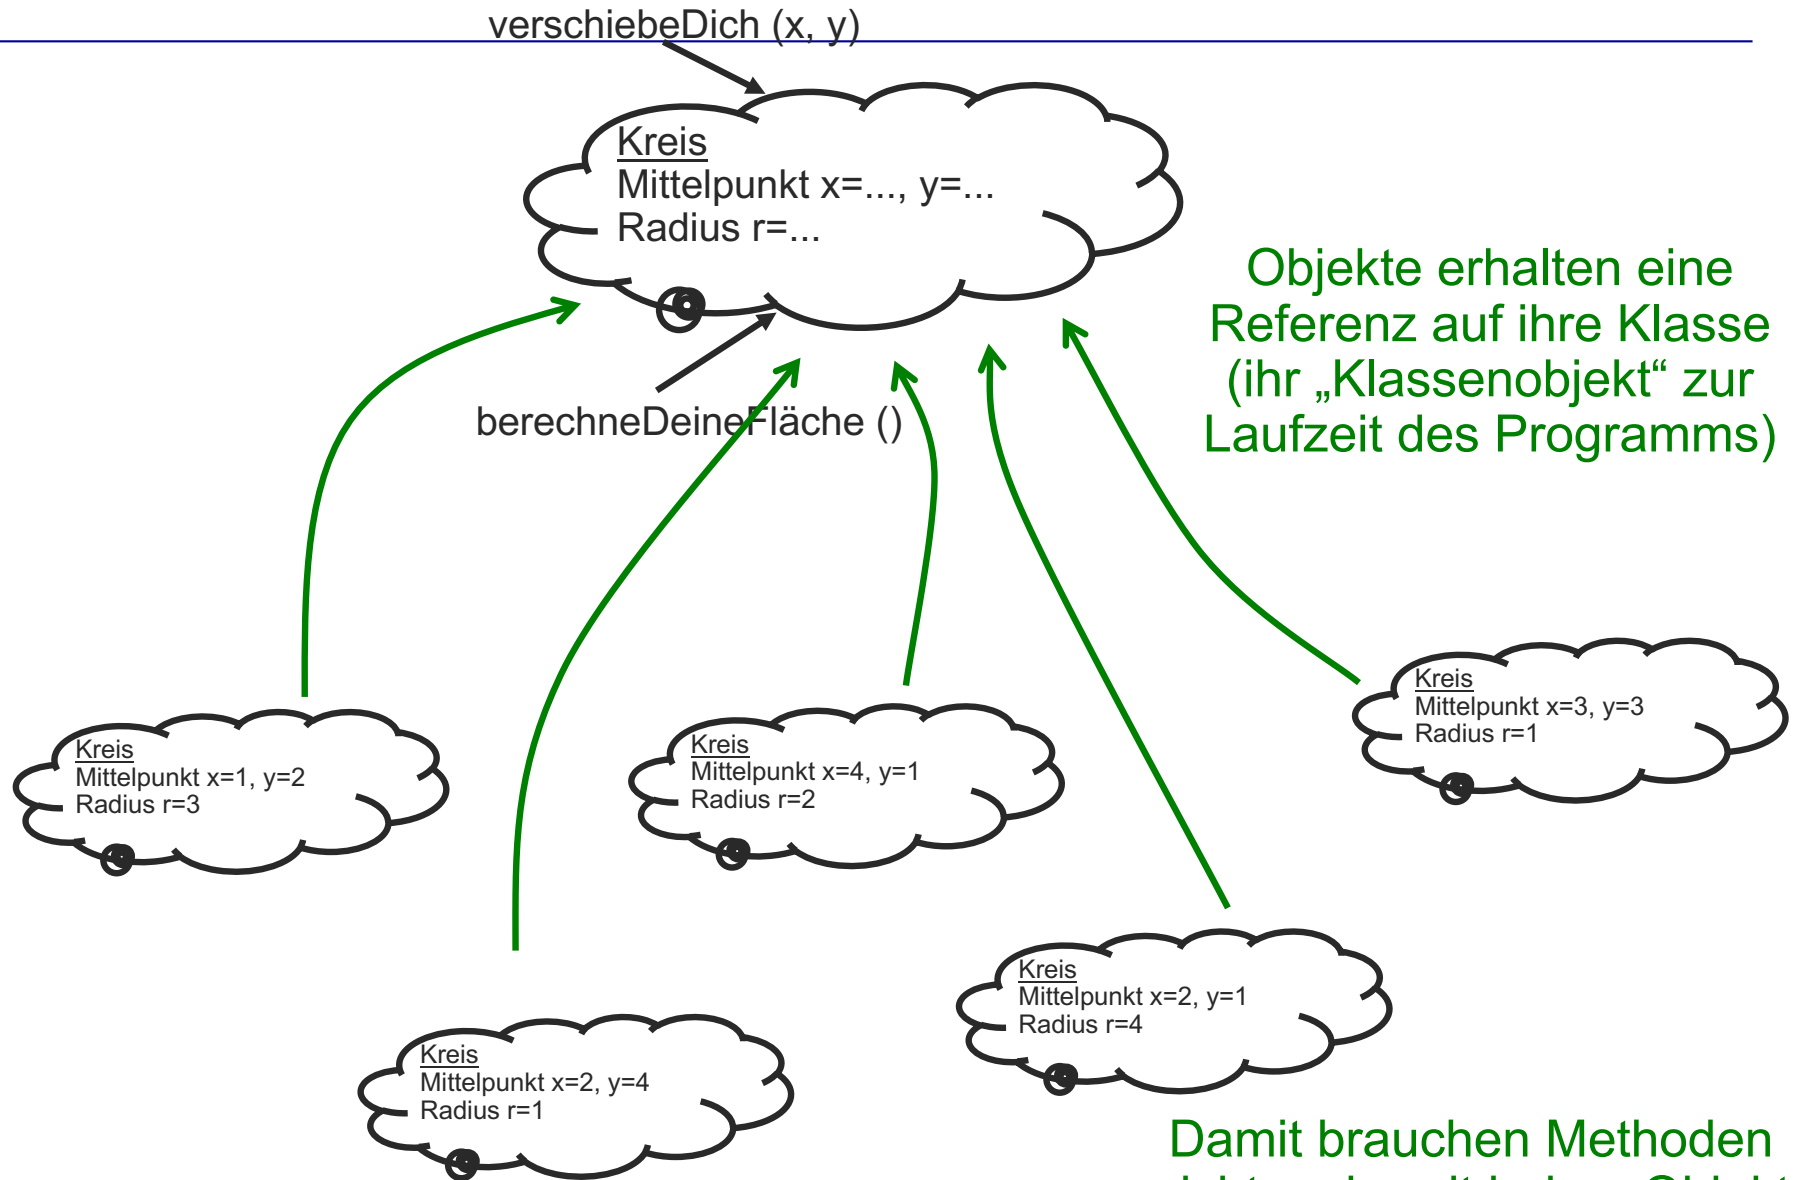 verschiebeDich (x, y)
Kreis
Mittelpunkt x=..., y=...
Radius r=...
berechneDeineFläche ()
Objekte erhalten eine
Referenz auf ihre Klasse
(ihr „Klassenobjekt“ zur
Laufzeit des Programms)
Kreis
Mittelpunkt x=1, y=2
Radius r=3
Kreis
Mittelpunkt x=4, y=1
Radius r=2
Kreis
Mittelpunkt x=3, y=3
Radius r=1
Kreis
Mittelpunkt x=2, y=4
Radius r=1
Kreis
Mittelpunkt x=2, y=1
Radius r=4
Damit brauchen Methoden